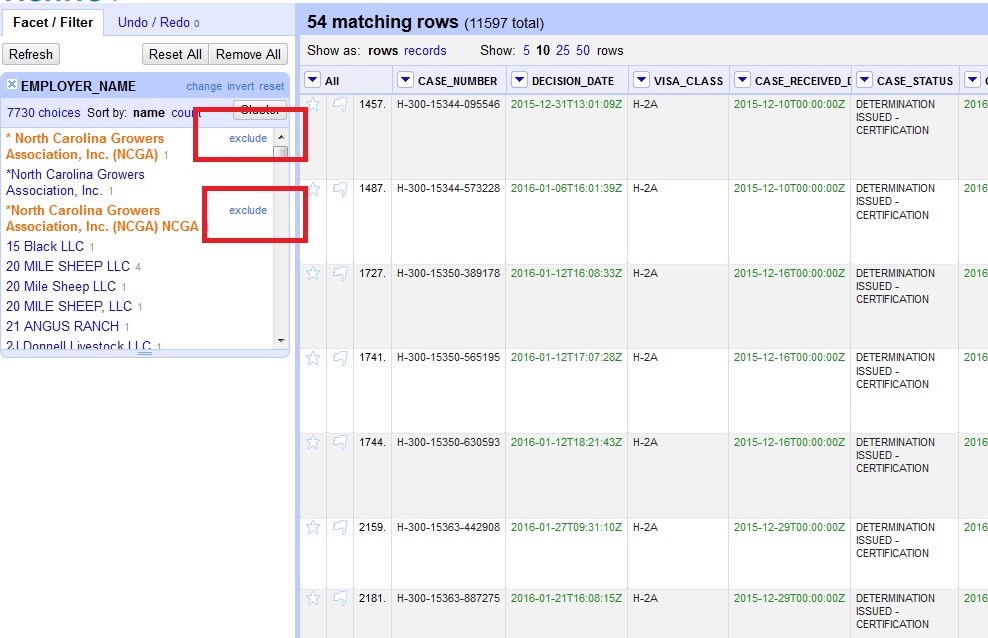 Facet / Filter Undo / Redo 0
Refresh Reset All Remove All
EMPLOYER_NAME change invert reset
7730 choices Sort by: name count Cluster
* North Carolina Growers Association, Inc. (NCGA) 1 exclude
*North Carolina Growers Association, Inc. 1
*North Carolina Growers Association, Inc. (NCGA) NCGA exclude
15 Black LLC 1
20 MILE SHEEP LLC 4
20 Mile Sheep LLC 1
20 MILE SHEEP, LLC 1
21 ANGUS RANCH 1
2J Donnell Livestock LLC 1
54 matching rows (11597 total)
Show as: rows records Show: 5 10 25 50 rows
All CASE_NUMBER DECISION_DATE VISA_CLASS CASE_RECEIVED_D CASE_STATUS
1457. H-300-15344-095546 2015-12-31T13:01:09Z H-2A 2015-12-10T00:00:00Z DETERMINATION ISSUED - CERTIFICATION 2016
1487. H-300-15344-573228 2016-01-06T16:01:39Z H-2A 2015-12-10T00:00:00Z DETERMINATION ISSUED - CERTIFICATION 2016
1727. H-300-15350-389178 2016-01-12T16:08:33Z H-2A 2015-12-16T00:00:00Z DETERMINATION ISSUED - CERTIFICATION 2016
1741. H-300-15350-565195 2016-01-12T17:07:28Z H-2A 2015-12-16T00:00:00Z DETERMINATION ISSUED - CERTIFICATION 2016
1744. H-300-15350-630593 2016-01-12T18:21:43Z H-2A 2015-12-16T00:00:00Z DETERMINATION ISSUED - CERTIFICATION 2016
2159. H-300-15363-442908 2016-01-27T09:31:10Z H-2A 2015-12-29T00:00:00Z DETERMINATION ISSUED - CERTIFICATION 2016
2181. H-300-15363-887275 2016-01-21T16:08:15Z H-2A 2015-12-29T00:00:00Z DETERMINATION ISSUED - CERTIFICATION 2016